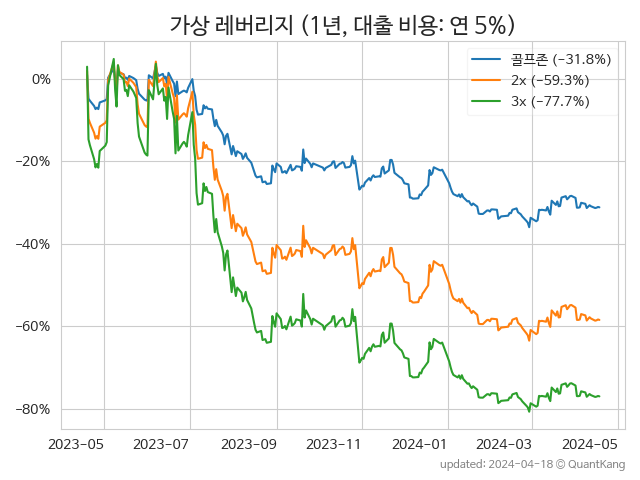 가상 레버리지 (1년, 대출 비용: 연 5%)
골프존 (−31.8%)
2x (−59.3%)
3x (−77.7%)
0%
−20%
−40%
−60%
−80%
2023-05 2023-07 2023-09 2023-11 2024-01 2024-03 2024-05
updated: 2024-04-18 © QuantKang